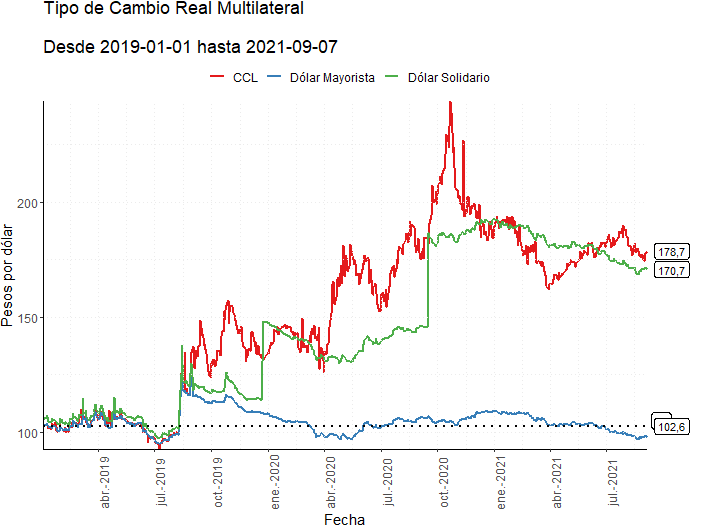 Tipo de Cambio Real Multilateral
Desde 2019-01-01 hasta 2021-09-07
CCL Dólar Mayorista Dólar Solidario
Pesos por dólar
200
150
100
178,7
170,7
102,6
abr.-2019
jul.-2019
oct.-2019
ene.-2020
abr.-2020
jul.-2020
oct.-2020
ene.-2021
abr.-2021
jul.-2021
Fecha